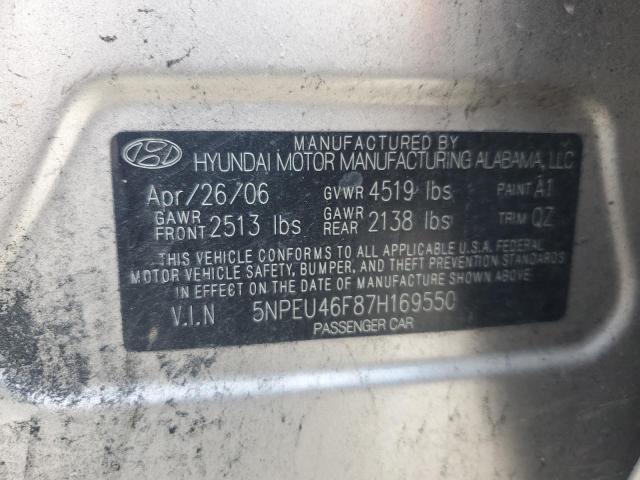 MANUFACTURED BY
HYUNDAI MOTOR MANUFACTURING ALABAMA, LLC
Apr/26/06 GVWR 4519 lbs PAINT A1
GAWR FRONT 2513 lbs GAWR REAR 2138 lbs TRIM QZ
THIS VEHICLE CONFORMS TO ALL APPLICABLE U.S.A. FEDERAL
MOTOR VEHICLE SAFETY, BUMPER, AND THEFT PREVENTION STANDARDS
IN EFFECT ON THE DATE OF MANUFACTURE SHOWN ABOVE.
V.I.N 5NPEU46F87H169550
PASSENGER CAR